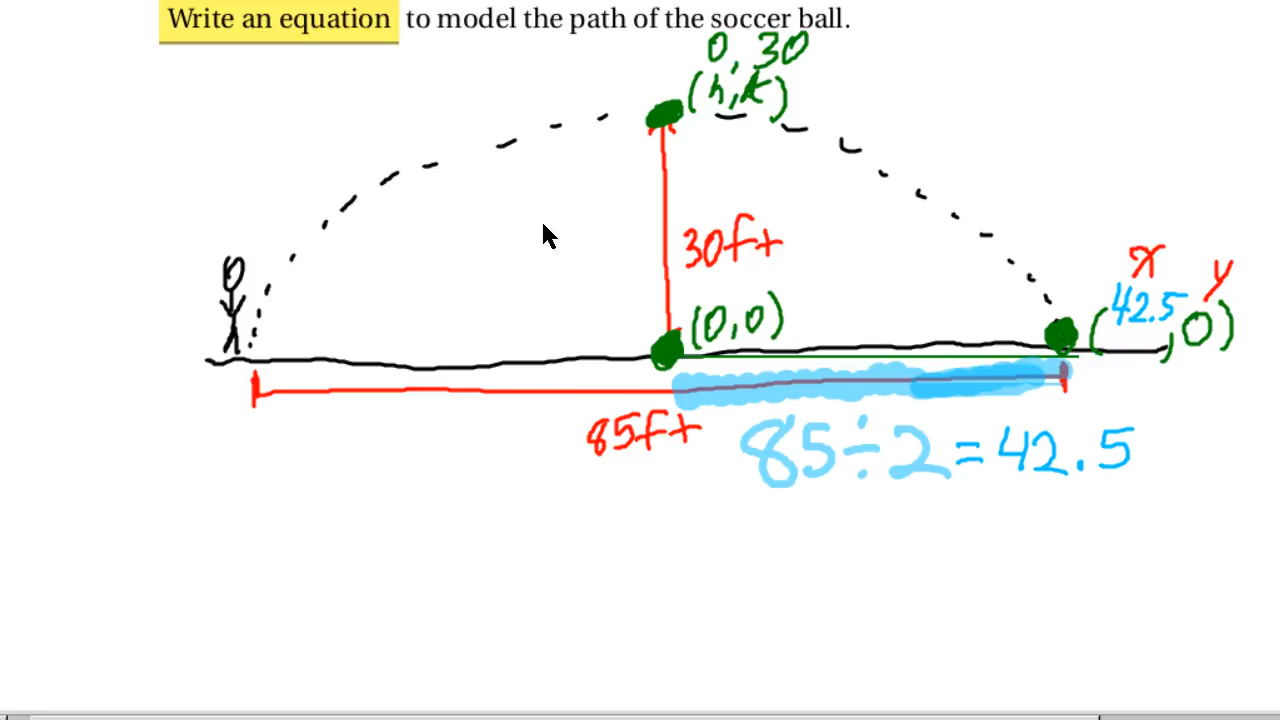 Write an equation to model the path of the soccer ball.
0, 30
(h, k)
30ft
x y
(42.5, 0)
(0,0)
85ft
85÷2=42.5